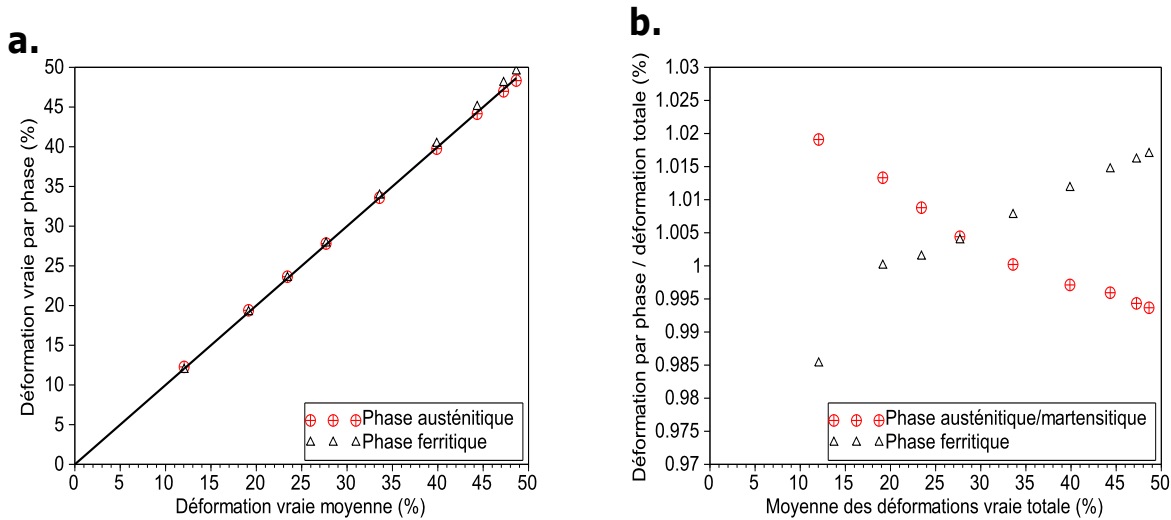 a.
Déformation vraie par phase (%)
50
45
40
35
30
25
20
15
10
5
0
0 5 10 15 20 25 30 35 40 45 50
Déformation vraie moyenne (%)
Phase austénitique
Phase ferritique
b.
Déformation par phase / déformation totale (%)
1.03
1.025
1.02
1.015
1.01
1.005
1
0.995
0.99
0.985
0.98
0.975
0.97
0 5 10 15 20 25 30 35 40 45 50
Moyenne des déformations vraie totale (%)
Phase austénitique/martensitique
Phase ferritique